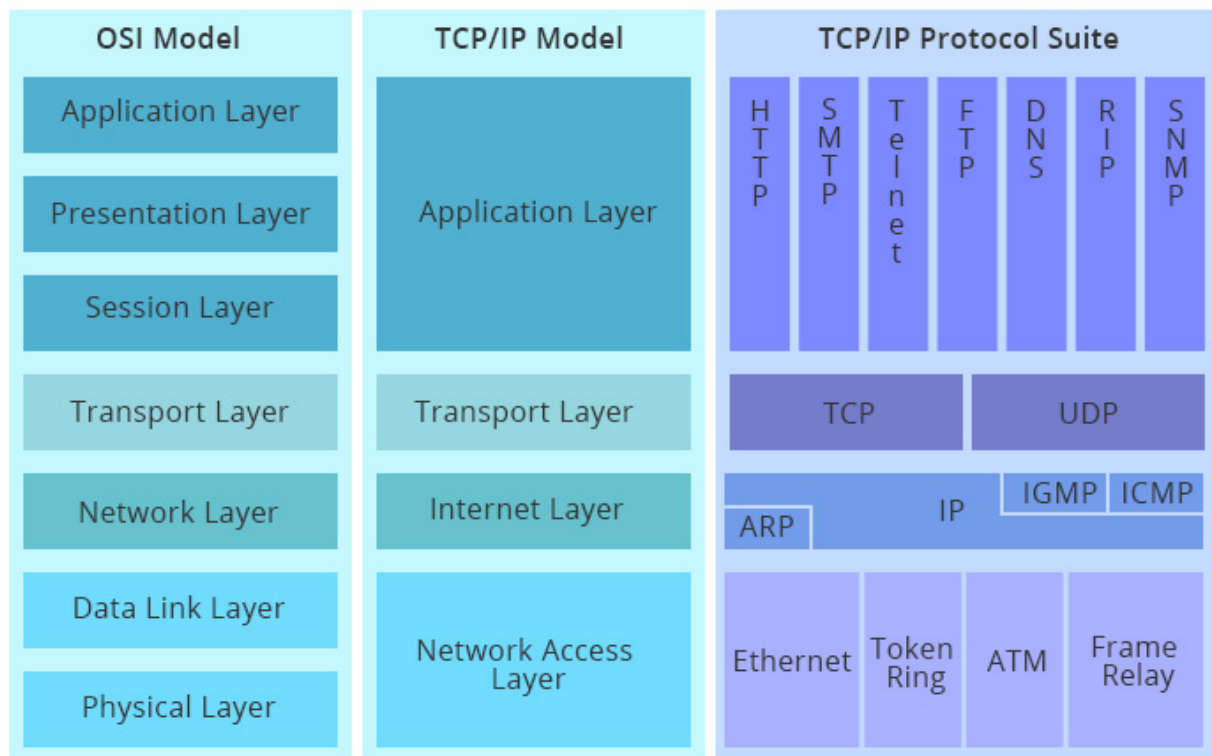 OSI Model
Application Layer
Presentation Layer
Session Layer
Transport Layer
Network Layer
Data Link Layer
Physical Layer
TCP/IP Model
Application Layer
Transport Layer
Internet Layer
Network Access
Layer
TCP/IP Protocol Suite
HTTP
SMTP
Telnet
FTP
DNS
RIP
SNMP
TCP
UDP
IP
IGMP
ICMP
ARP
Ethernet
Token
Ring
ATM
Frame
Relay